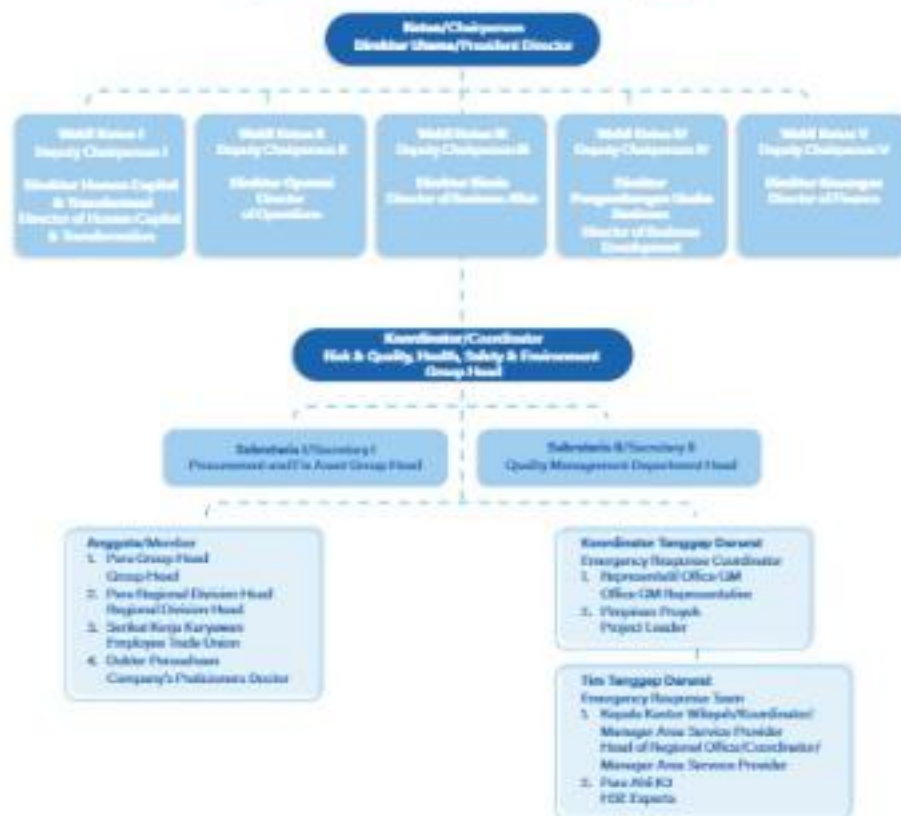 Ketua/Chairperson
Direktur Utama/President Director
Wakil Ketua I
Deputy Chairperson I
Direktur Human Capital
& Transformasi
Director of Human Capital
& Transformation
Wakil Ketua II
Deputy Chairperson II
Direktur Operasi
Director
of Operations
Wakil Ketua III
Deputy Chairperson III
Direktur Bisnis
Director of Business
Wakil Ketua IV
Deputy Chairperson IV
Direktur
Pengembangan Usaha
Director of Business
Development
Wakil Ketua V
Deputy Chairperson V
Direktur Keuangan
Director of Finance
Koordinator/Coordinator
Risk & Quality, Health, Safety & Environment
Group Head
Sekretaris I/Secretary I
Procurement and Asset Group Head
Sekretaris II/Secretary II
Quality Management Department Head
Anggota/Member
1. Para Group Head
Group Head
2. Para Regional Division Head
Regional Division Head
3. Serikat Kerja Karyawan
Employee Trade Union
4. Dokter Perusahaan
Company's Doctor
Koordinator Tanggap Darurat
Emergency Response Coordinator
1. Representatif Office GM
Office GM Representative
2. Pimpinan Proyek
Project Leader
Tim Tanggap Darurat
Emergency Response Team
1. Kepala Kantor Wilayah/Koordinator/
Manager Area Service Provider
Head of Regional Office/Coordinator/
Manager Area Service Provider
2. Para Ahli K3
HSE Experts